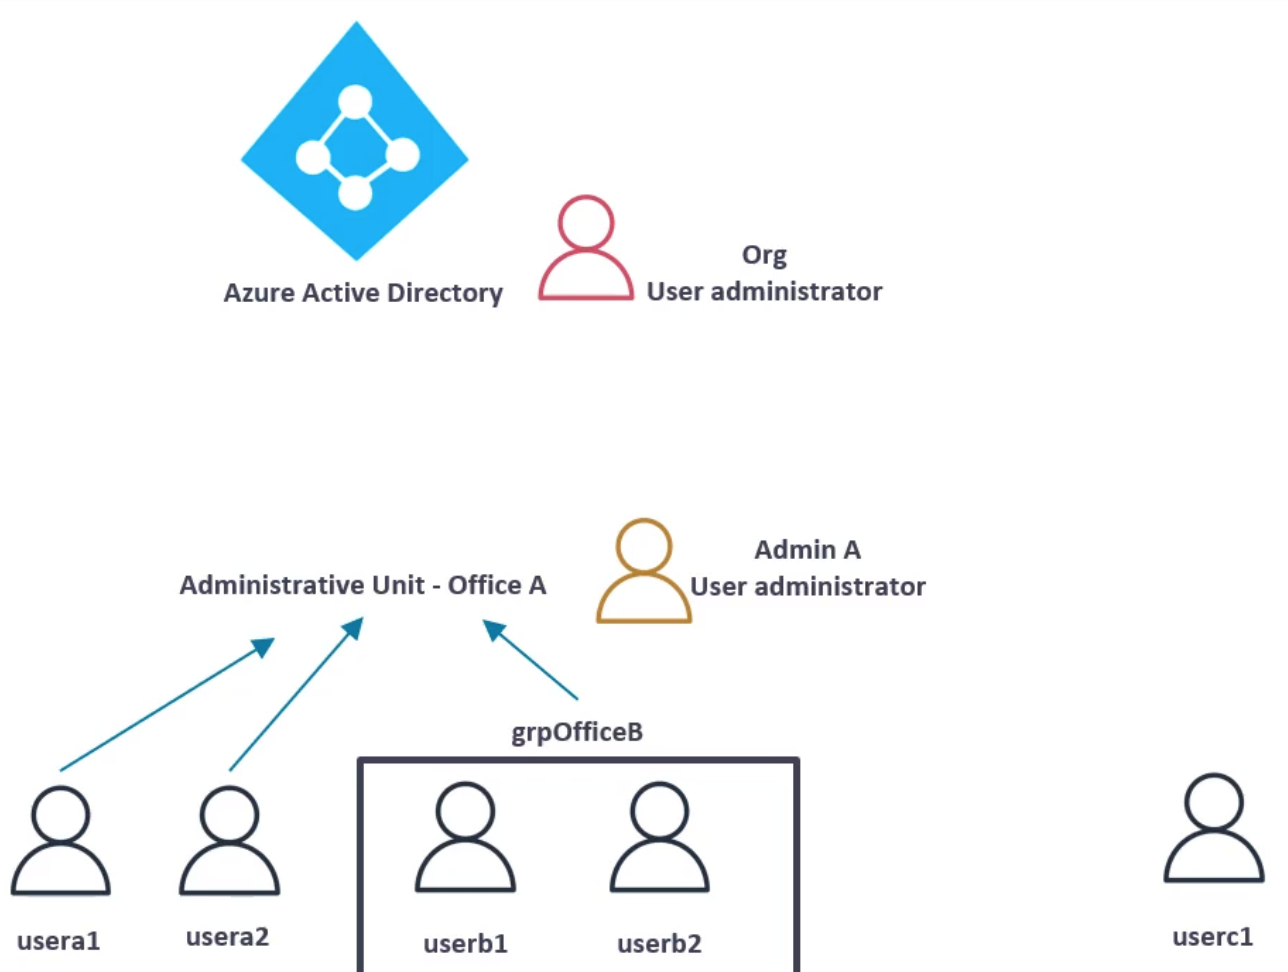 Azure Active Directory
Org
User administrator
Administrative Unit - Office A
Admin A
User administrator
grpOfficeB
usera1
usera2
userb1
userb2
userc1